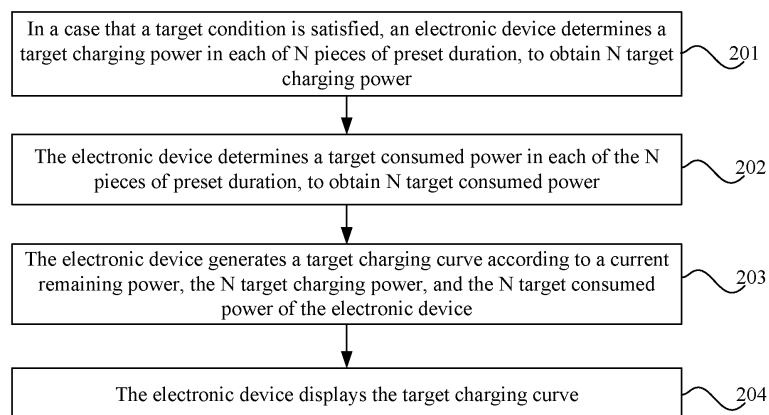 In a case that a target condition is satisfied, an electronic device determines a
target charging power in each of N pieces of preset duration, to obtain N target
charging power
201
The electronic device determines a target consumed power in each of the N
pieces of preset duration, to obtain N target consumed power
202
The electronic device generates a target charging curve according to a current
remaining power, the N target charging power, and the N target consumed
power of the electronic device
203
The electronic device displays the target charging curve
204